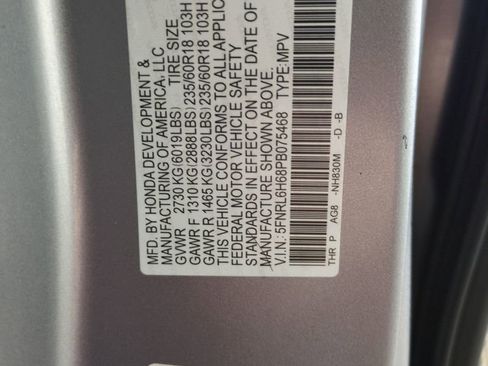 MFD. BY HONDA DEVELOPMENT &
MANUFACTURING OF AMERICA, LLC
TIRE SIZE
GVWR 2730 KG(6019LBS)
GAWR F 1310 KG(2888LBS) 235/60R18 103H
GAWR R 1465 KG(3230LBS) 235/60R18 103H
THIS VEHICLE CONFORMS TO ALL APPLICABLE
FEDERAL MOTOR VEHICLE SAFETY
STANDARDS IN EFFECT ON THE DATE OF
MANUFACTURE SHOWN ABOVE.
V.I.N.: 5FNRL6H68PB075468 TYPE: MPV
THR P AG8 -NH830M -D -B